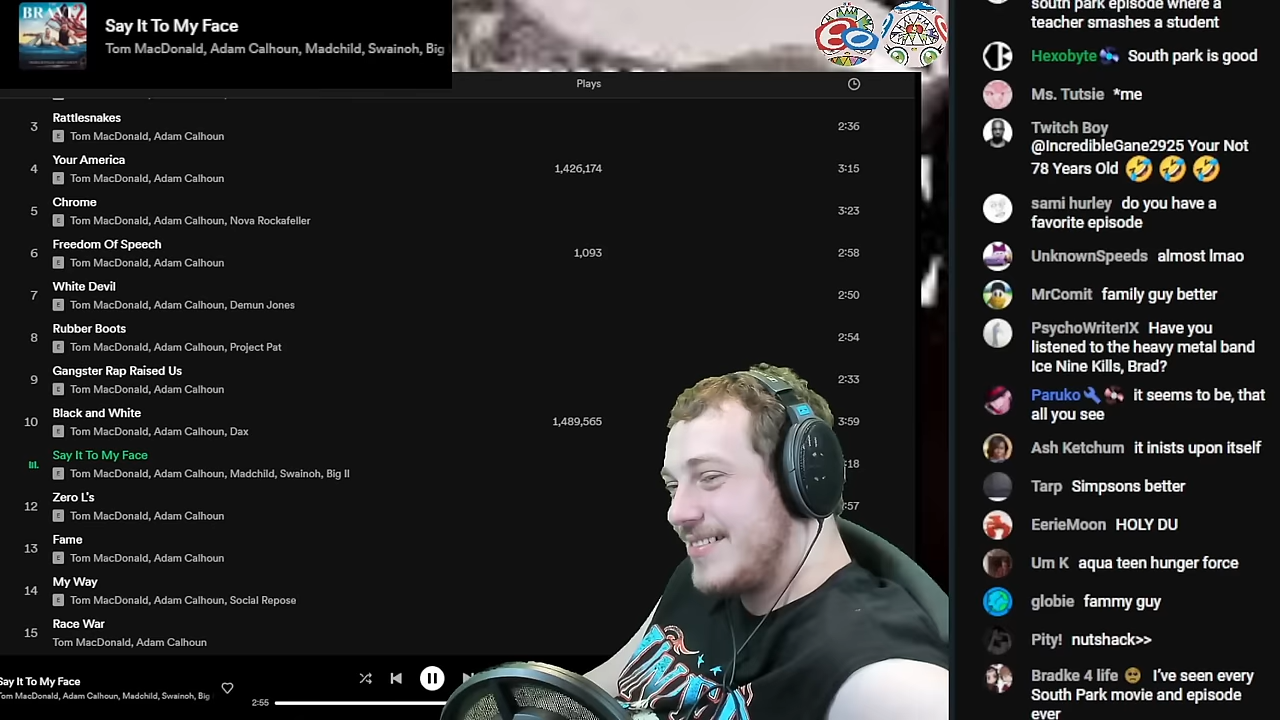 BRAVE
Say It To My Face
Tom MacDonald, Adam Calhoun, Madchild, Swainoh, Big
Plays
3
Rattlesnakes
E Tom MacDonald, Adam Calhoun
2:36
4
Your America
E Tom MacDonald, Adam Calhoun
1,426,174
3:15
5
Chrome
E Tom MacDonald, Adam Calhoun, Nova Rockafeller
3:23
6
Freedom Of Speech
E Tom MacDonald, Adam Calhoun
1,093
2:58
7
White Devil
E Tom MacDonald, Adam Calhoun, Demun Jones
2:50
8
Rubber Boots
E Tom MacDonald, Adam Calhoun, Project Pat
2:54
9
Gangster Rap Raised Us
E Tom MacDonald, Adam Calhoun
2:33
10
Black and White
E Tom MacDonald, Adam Calhoun, Dax
1,489,565
3:59
Say It To My Face
E Tom MacDonald, Adam Calhoun, Madchild, Swainoh, Big II
:18
12
Zero L's
E Tom MacDonald, Adam Calhoun
:57
13
Fame
E Tom MacDonald, Adam Calhoun
14
My Way
E Tom MacDonald, Adam Calhoun, Social Repose
15
Race War
Tom MacDonald, Adam Calhoun
Say It To My Face
Tom MacDonald, Adam Calhoun, Madchild, Swainoh, Big
2:55
south park episode where a
teacher smashes a student
Hexobyte South park is good
Ms. Tutsie *me
Twitch Boy
@IncredibleGane2925 Your Not
78 Years Old 🤣 🤣 🤣
sami hurley do you have a
favorite episode
UnknownSpeeds almost lmao
MrComit family guy better
PsychoWriterIX Have you
listened to the heavy metal band
Ice Nine Kills, Brad?
Paruko it seems to be, that
all you see
Ash Ketchum it inists upon itself
Tarp Simpsons better
EerieMoon HOLY DU
Um K aqua teen hunger force
globie fammy guy
Pity! nutshack>>
Bradke 4 life I've seen every
South Park movie and episode
ever